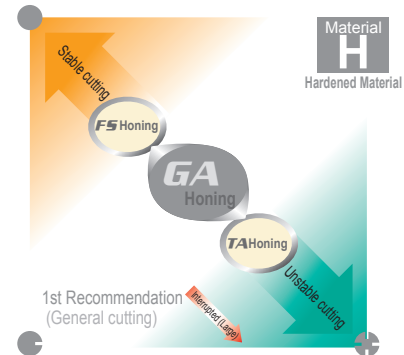 Material
H
Hardened Material
Stable cutting
FS Honing
GA
Honing
TA Honing
Unstable cutting
1st Recommendation
(General cutting)
Interrupted (Large)